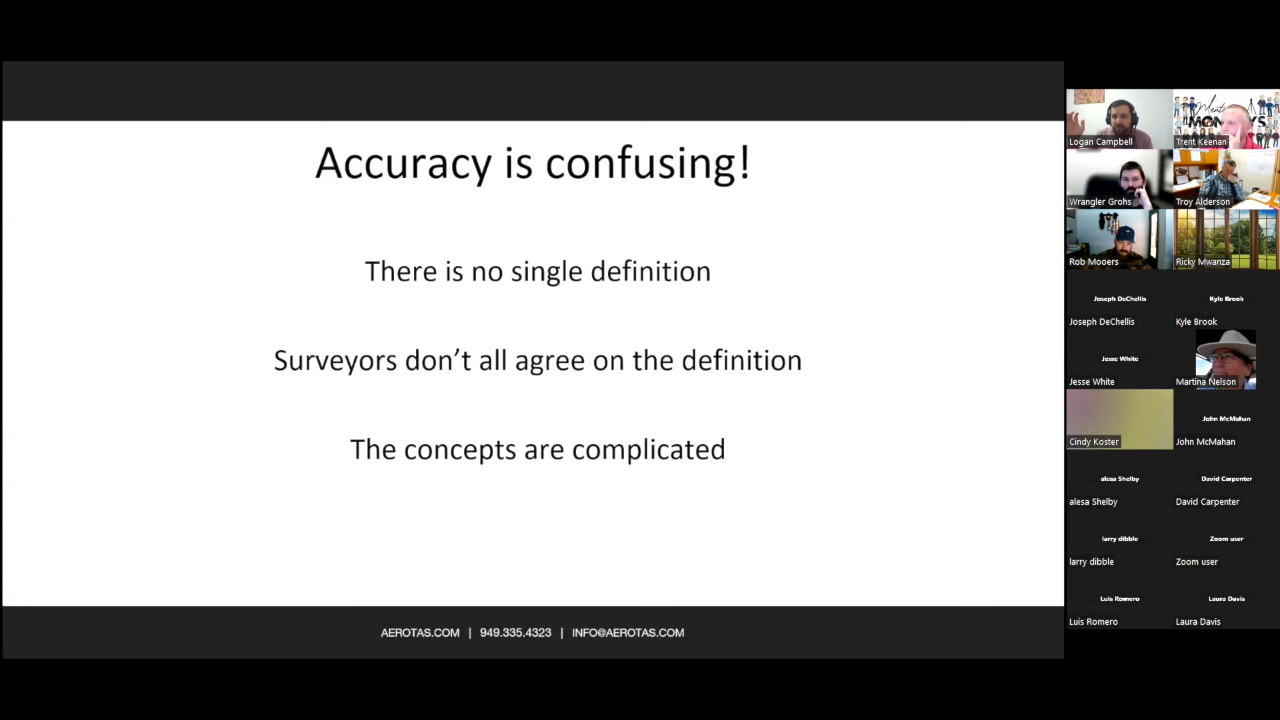 Accuracy is confusing!
There is no single definition
Surveyors don’t all agree on the definition
The concepts are complicated
AEROTAS.COM | 949.335.4323 | INFO@AEROTAS.COM
Logan Campbell
Trent Keenan
Wrangler Grohs
Troy Alderson
Rob Mooers
Ricky Mwanza
Joseph DeChellis
Kyle Brook
Joseph DeChellis
Kyle Brook
Jesse White
Jesse White
Martina Nelson
Cindy Koster
John McMahan
John McMahan
alesa Shelby
David Carpenter
alesa Shelby
David Carpenter
larry dibble
Zoom user
larry dibble
Zoom user
Luis Romero
Laura Davis
Luis Romero
Laura Davis